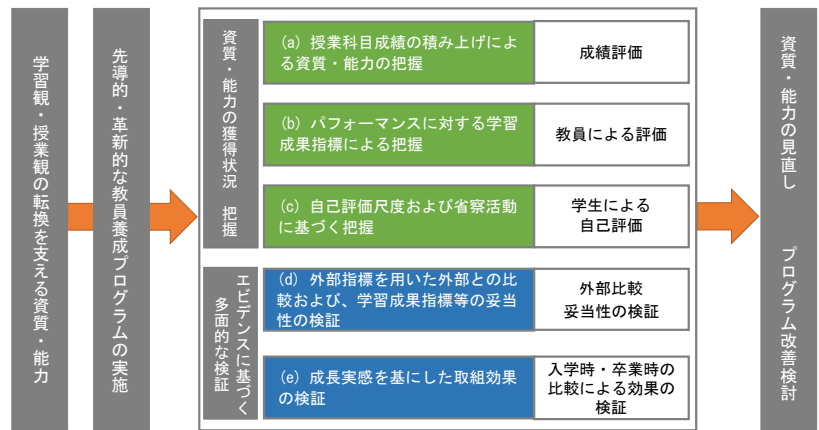 学習観・授業観の転換を支える資質・能力
先導的・革新的な教員養成プログラムの実施
資質・能力の獲得状況 把握
(a) 授業科目成績の積み上げによ
る資質・能力の把握
成績評価
(b) パフォーマンスに対する学習
成果指標による把握
教員による評価
(c) 自己評価尺度および省察活動
に基づく把握
学生による
自己評価
エビデンスに基づく
多面的な検証
(d) 外部指標を用いた外部との比
較および、学習成果指標等の妥当
性の検証
外部比較
妥当性の検証
(e) 成長実感を基にした取組効果
の検証
入学時・卒業時の
比較による効果の
検証
資質・能力の見直し プログラム改善検討